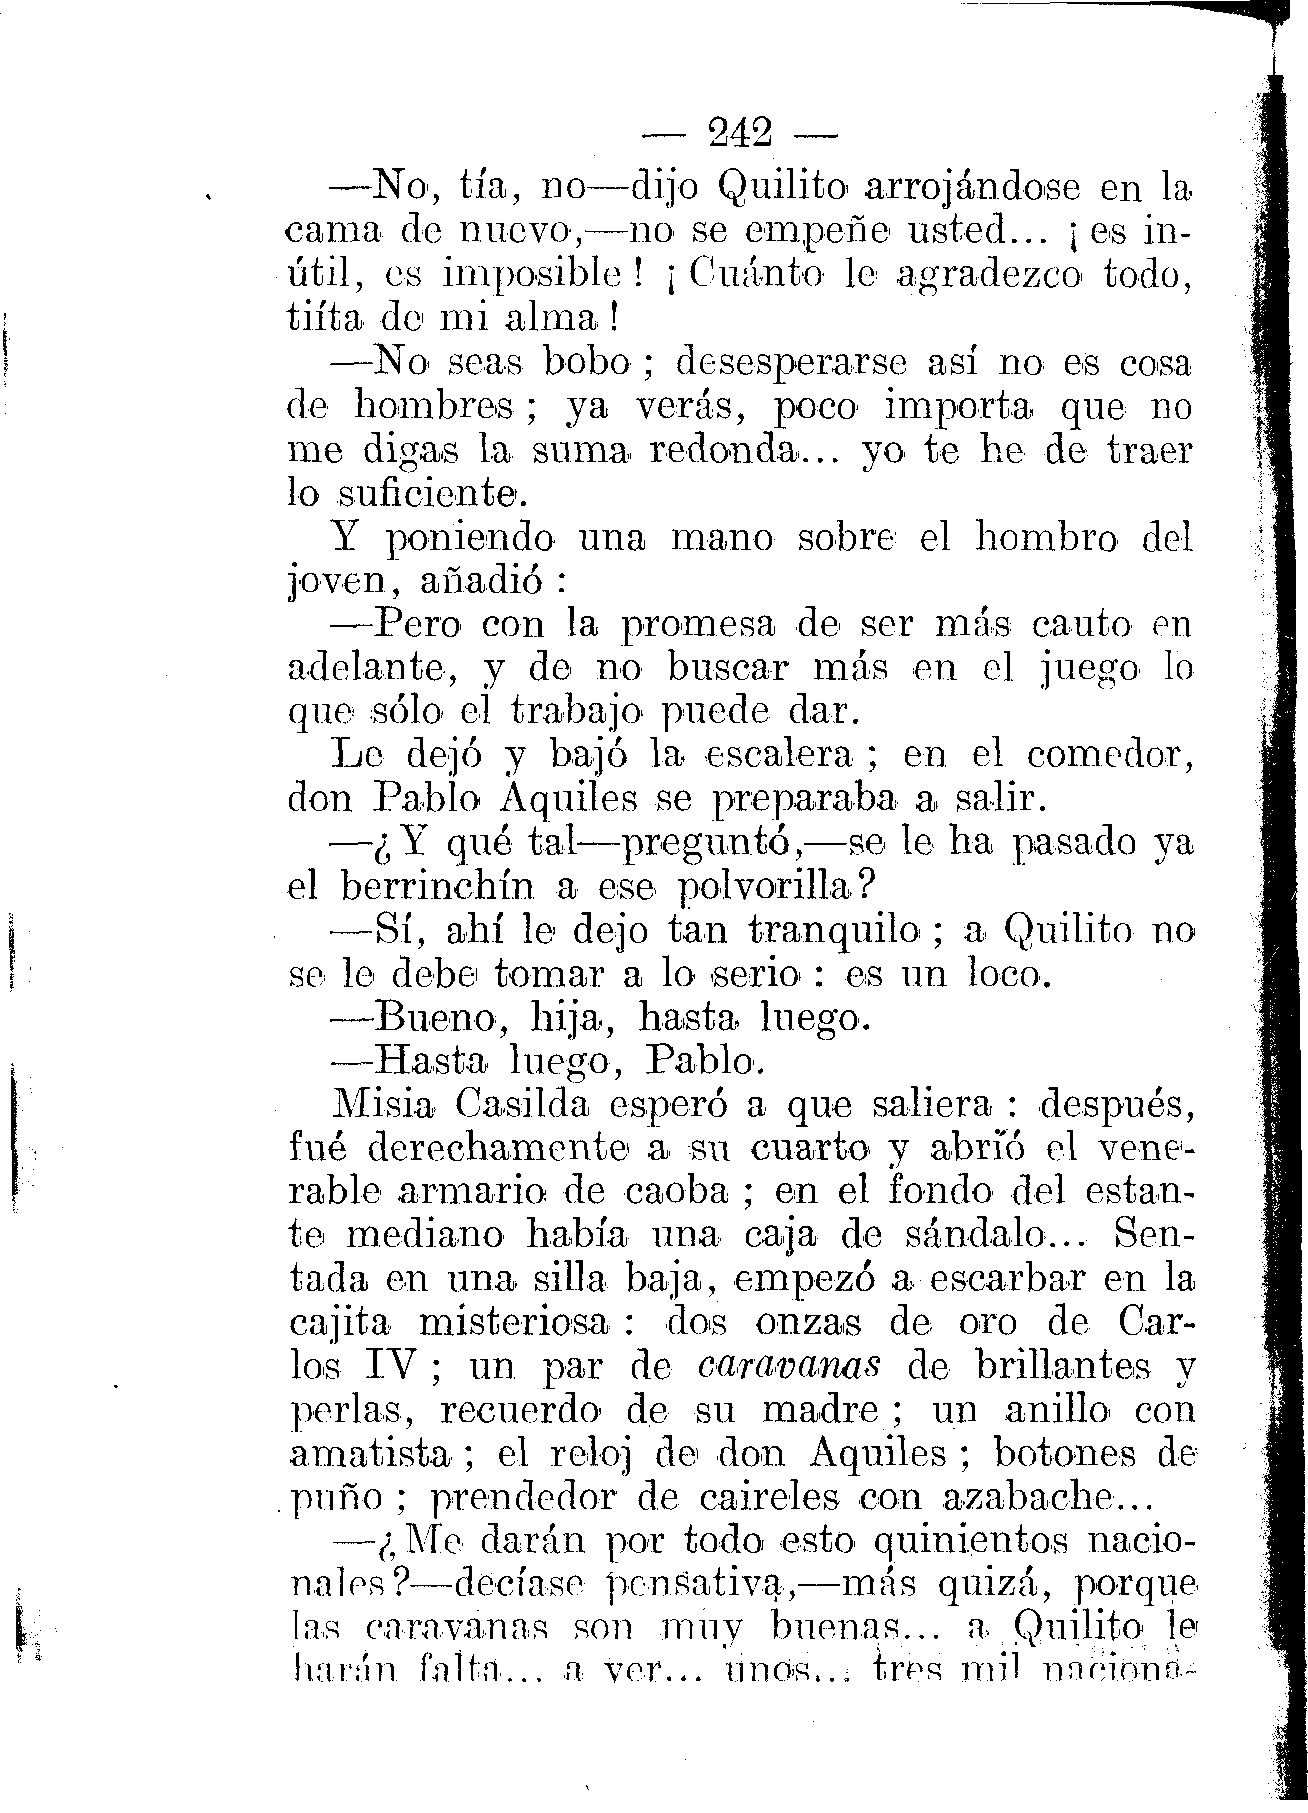 — 242 —
—No, tía, no—dijo Quilito arrojándose en la
cama de nuevo,—no se empeñe usted... ¡ es in-
útil, es imposible ! ¡ Cuánto le agradezco todo,
tiíta de mi alma !
—No seas bobo ; desesperarse así no es cosa
de hombres ; ya verás, poco importa que no
me digas la suma redonda... yo te he de traer
lo suficiente.
Y poniendo una mano sobre el hombro del
joven, añadió :
—Pero con la promesa de ser más cauto en
adelante, y de no buscar más en el juego lo
que sólo el trabajo puede dar.
Le dejó y bajó la escalera ; en el comedor,
don Pablo Aquiles se preparaba a salir.
—¿ Y qué tal—preguntó,—se le ha pasado ya
el berrinchín a ese polvorilla?
—Sí, ahí le dejo tan tranquilo ; a Quilito no
se le debe tomar a lo serio : es un loco.
—Bueno, hija, hasta luego.
—Hasta luego, Pablo.
Misia Casilda esperó a que saliera : después,
fué derechamente a su cuarto y abrió el vene-
rable armario de caoba ; en el fondo del estan-
te mediano había una caja de sándalo... Sen-
tada en una silla baja, empezó a escarbar en la
cajita misteriosa : dos onzas de oro de Car-
los IV ; un par de caravanas de brillantes y
perlas, recuerdo de su madre ; un anillo con
amatista ; el reloj de don Aquiles ; botones de
puño ; prendedor de caireles con azabache...
—¿ Me darán por todo esto quinientos nacio-
nales?—decíase pensativa,—más quizá, porque
las caravanas son muy buenas... a Quilito le
harán falta... a ver... unos... tres mil naciona-